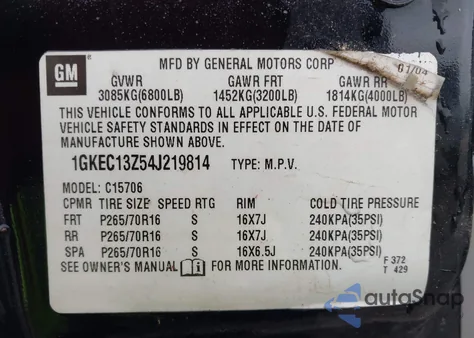 GM
MFD BY GENERAL MOTORS CORP
01/04
GVWR GAWR FRT GAWR RR
3085KG(6800LB) 1452KG(3200LB) 1814KG(4000LB)
THIS VEHICLE CONFORMS TO ALL APPLICABLE U.S. FEDERAL MOTOR
VEHICLE SAFETY STANDARDS IN EFFECT ON THE DATE OF
MANUFACTURE SHOWN ABOVE.
1GKEC13Z54J219814 TYPE: M.P.V.
MODEL: C15706
CPMR TIRE SIZE SPEED RTG RIM COLD TIRE PRESSURE
FRT P265/70R16 S 16X7J 240KPA(35PSI)
RR P265/70R16 S 16X7J 240KPA(35PSI)
SPA P265/70R16 S 16X6.5J 240KPA(35PSI)
SEE OWNER'S MANUAL FOR MORE INFORMATION.
F 372
T 429
autoSnap